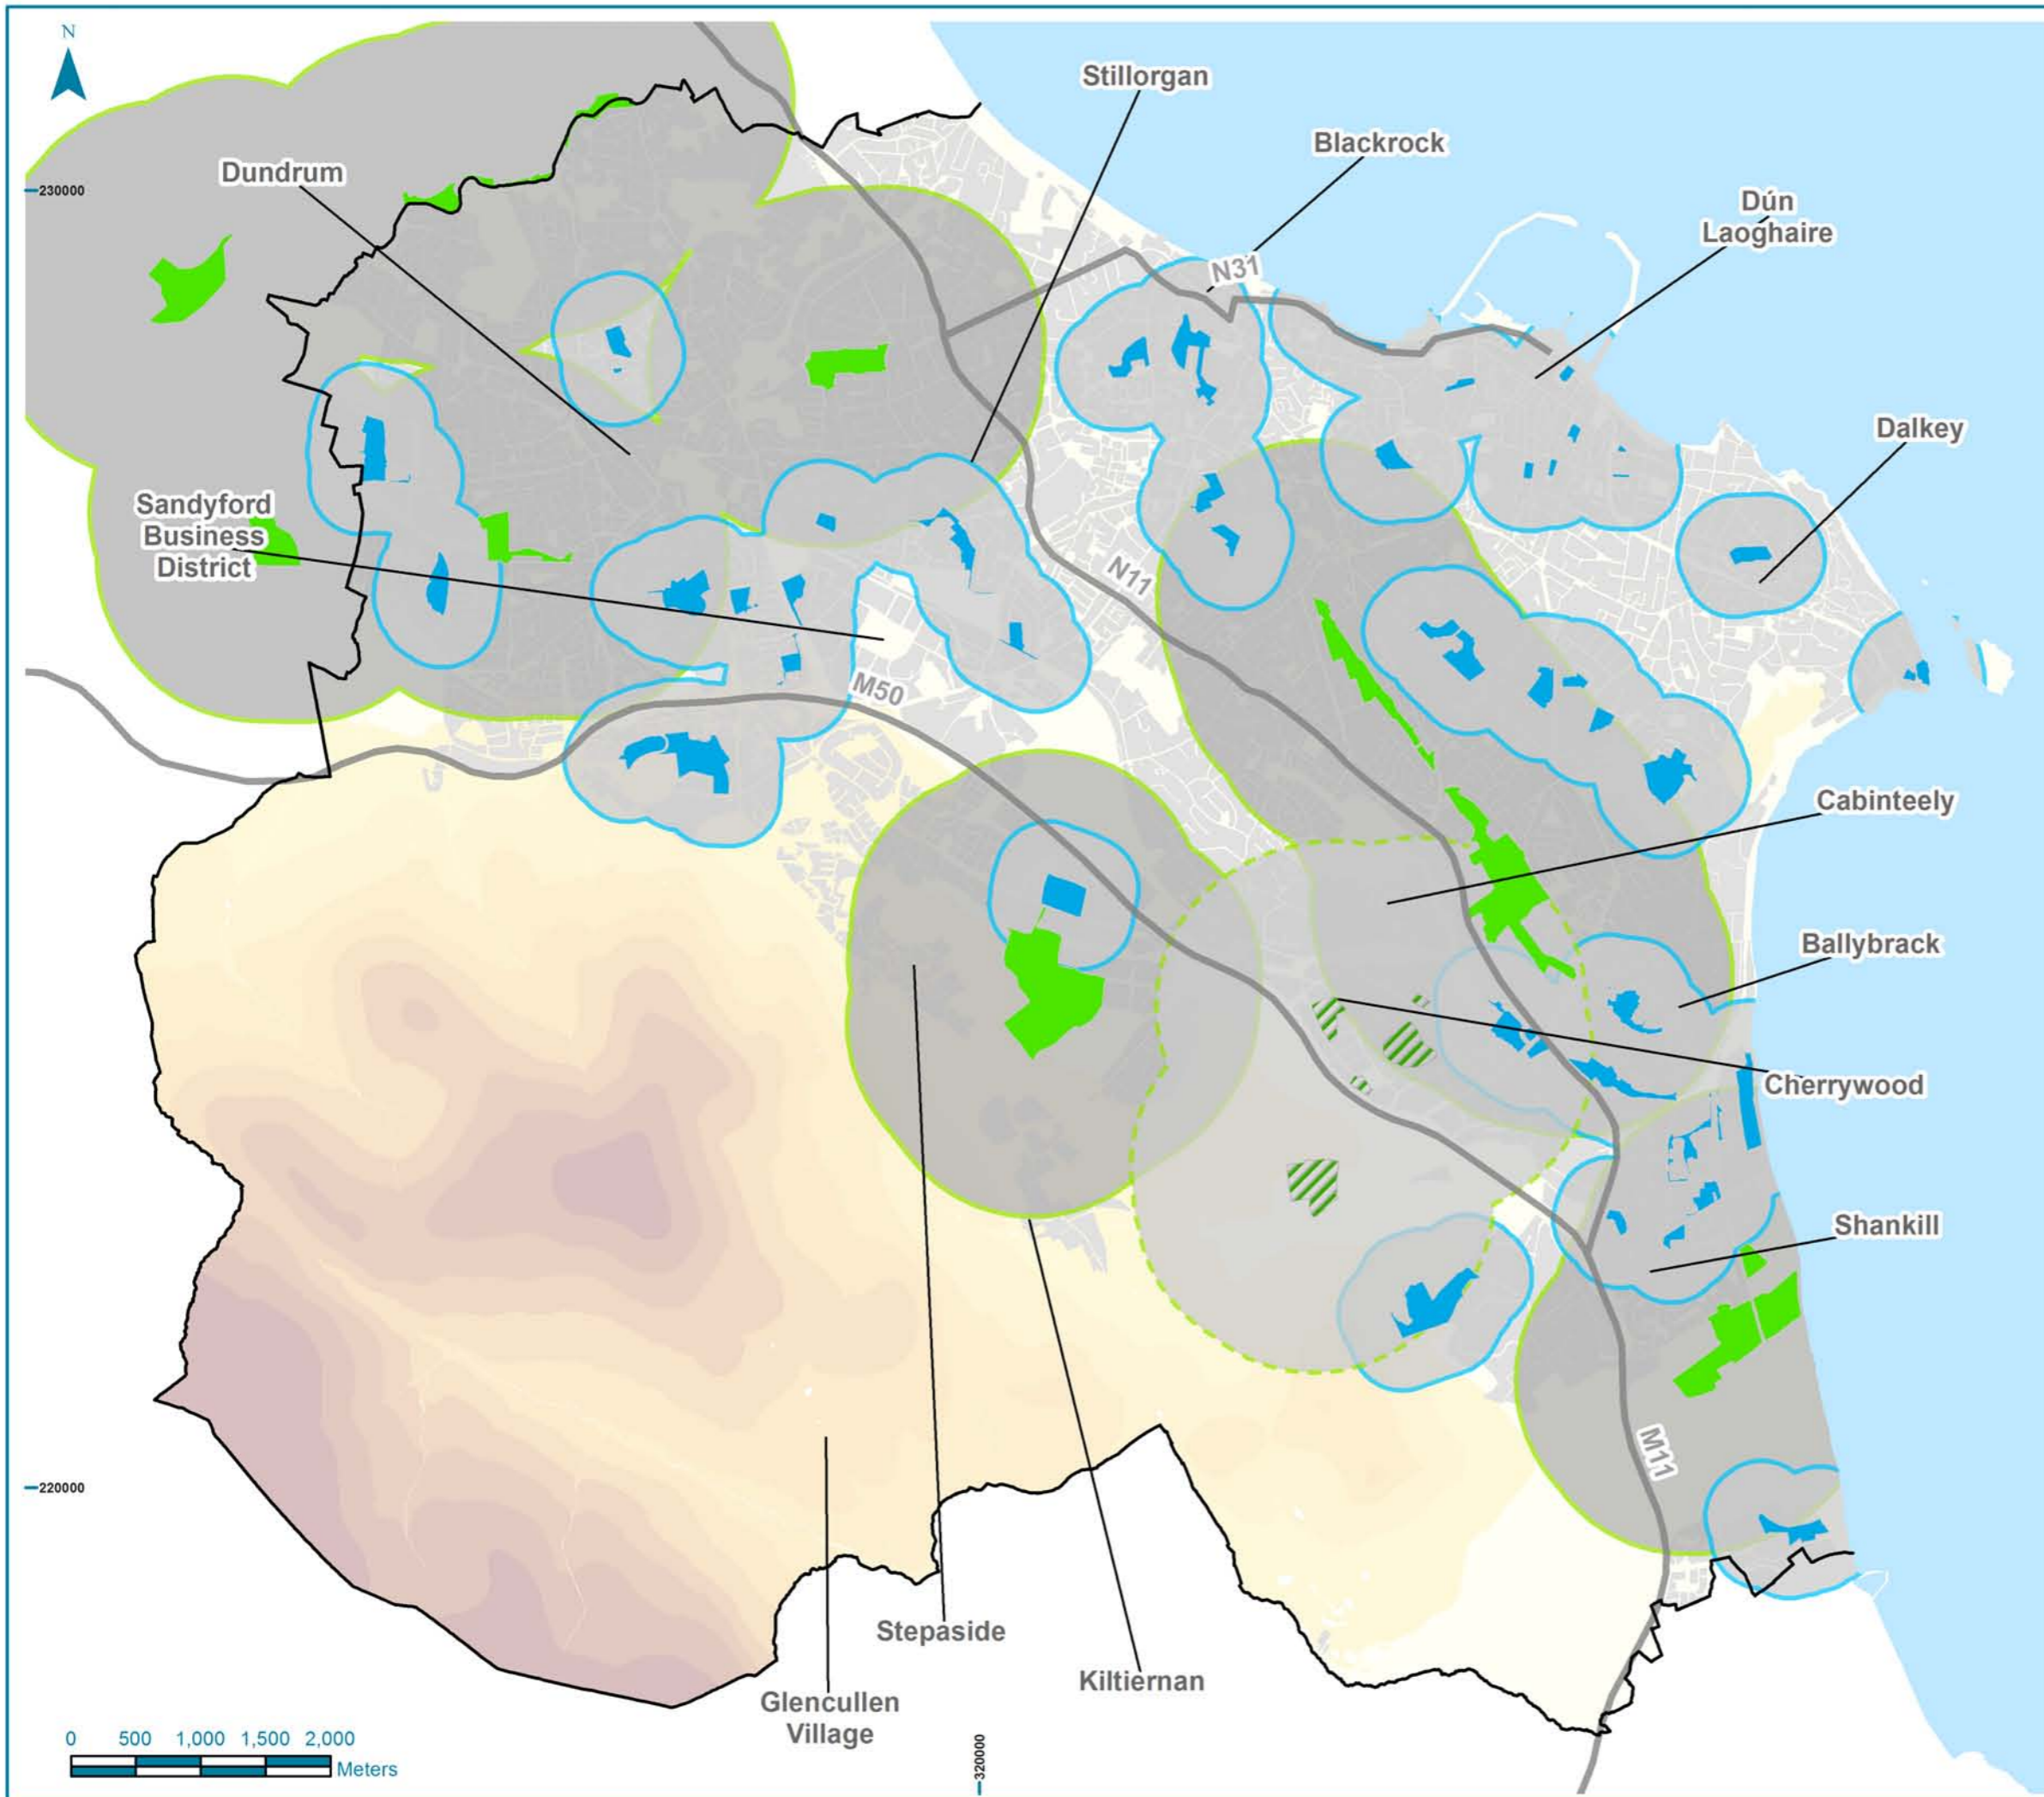 N
Stillorgan
Blackrock
Dundrum
230000
Dún
Laoghaire
N31
Dalkey
Sandyford
Business
District
N11
M50
Cabinteely
Ballybrack
Cherrywood
Shankill
M11
220000
Stepaside
Kiltiernan
Glencullen
Village
320000
0 500 1,000 1,500 2,000
Meters